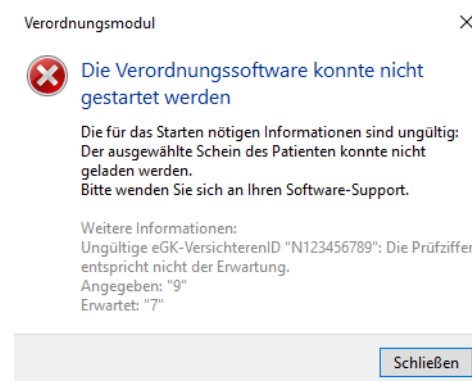 Verordnungsmodul
Die Verordnungssoftware konnte nicht
gestartet werden
Die für das Starten nötigen Informationen sind ungültig:
Der ausgewählte Schein des Patienten konnte nicht
geladen werden.
Bitte wenden Sie sich an Ihren Software-Support.
Weitere Informationen:
Ungültige eGK-VersichterenID "N123456789": Die Prüfziffer
entspricht nicht der Erwartung.
Angegeben: "9"
Erwartet: "7"
Schließen